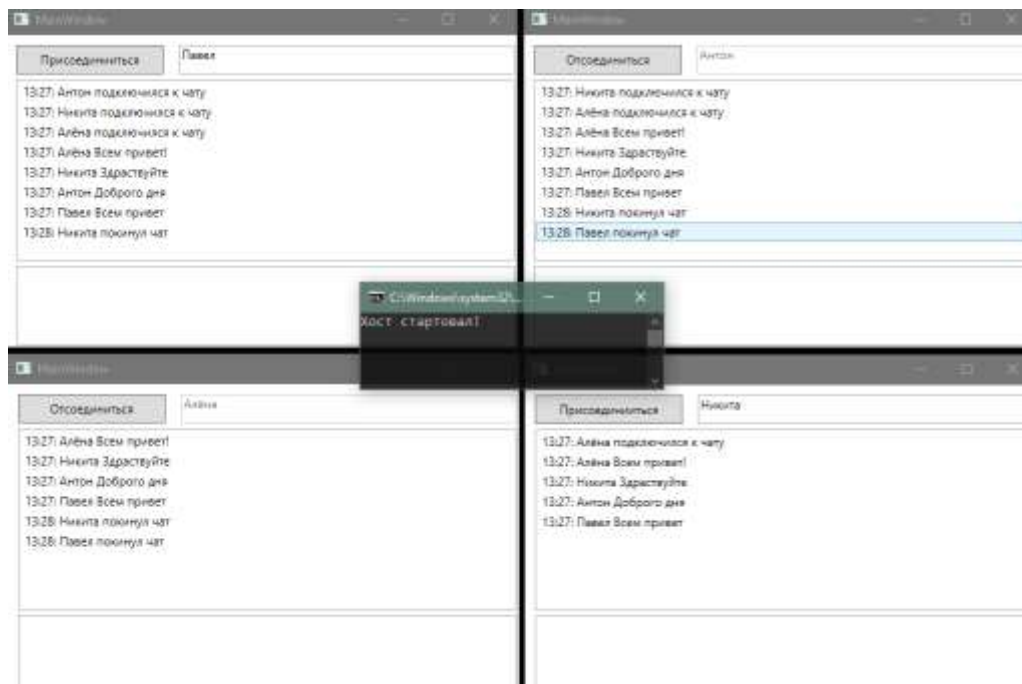 MainWindow
Присоединиться
Павел
13:27: Антон подключился к чату
13:27: Никита подключился к чату
13:27: Алёна подключился к чату
13:27: Алёна Всем привет!
13:27: Никита Здраствуйте
13:27: Антон Доброго дня
13:27: Павел Всем привет
13:28: Никита покинул чат
MainWindow
Отсоединиться
Антон
13:27: Никита подключился к чату
13:27: Алёна подключился к чату
13:27: Алёна Всем привет!
13:27: Никита Здраствуйте
13:27: Антон Доброго дня
13:27: Павел Всем привет
13:28: Никита покинул чат
13:28: Павел покинул чат
C:\Windows\system32\...
Хост стартовал!
MainWindow
Отсоединиться
Алёна
13:27: Алёна Всем привет!
13:27: Никита Здраствуйте
13:27: Антон Доброго дня
13:27: Павел Всем привет
13:28: Никита покинул чат
13:28: Павел покинул чат
Присоединиться
Никита
13:27: Алёна подключился к чату
13:27: Алёна Всем привет!
13:27: Никита Здраствуйте
13:27: Антон Доброго дня
13:27: Павел Всем привет